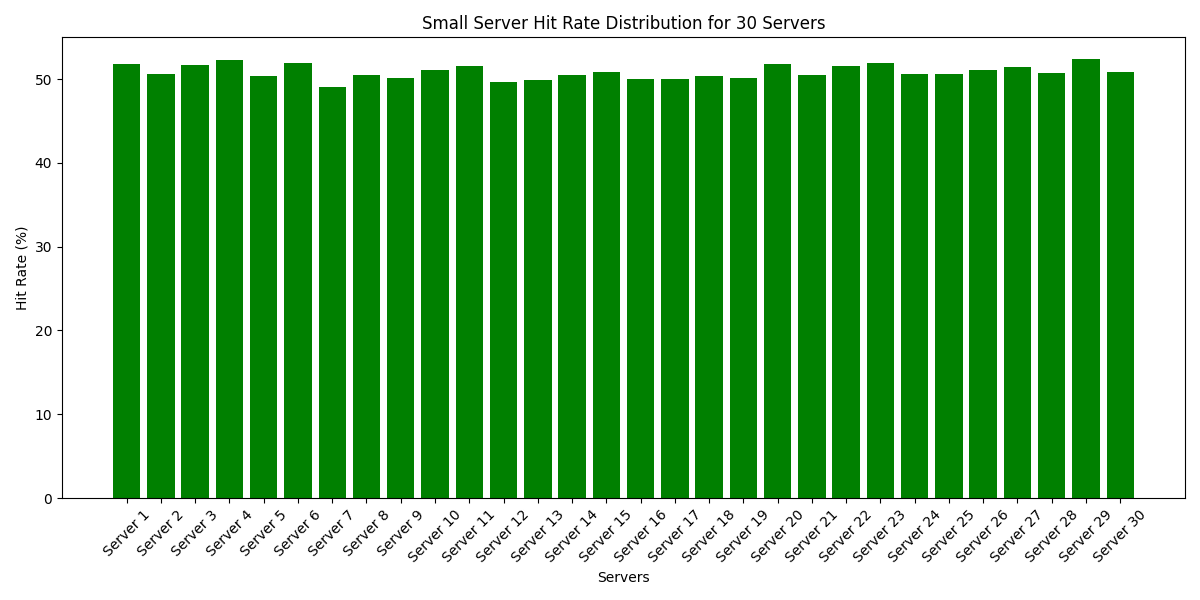 Small Server Hit Rate Distribution for 30 Servers
Hit Rate (%)
50
40
30
20
10
0
Server 1
Server 2
Server 3
Server 4
Server 5
Server 6
Server 7
Server 8
Server 9
Server 10
Server 11
Server 12
Server 13
Server 14
Server 15
Server 16
Server 17
Server 18
Server 19
Server 20
Server 21
Server 22
Server 23
Server 24
Server 25
Server 26
Server 27
Server 28
Server 29
Server 30
Servers